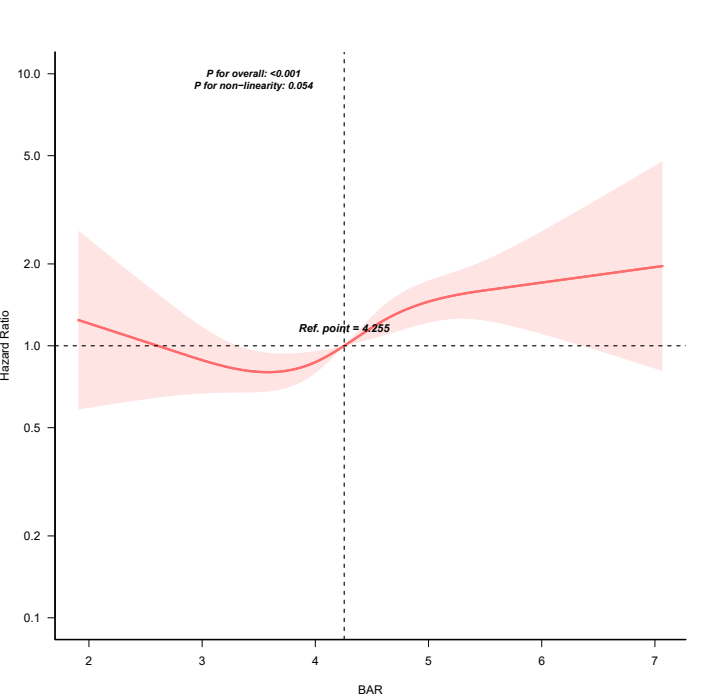 P for overall: <0.001
P for non−linearity: 0.054
10.0
5.0
2.0
1.0
0.5
0.2
0.1
Hazard Ratio
Ref. point = 4.255
2 3 4 5 6 7
BAR